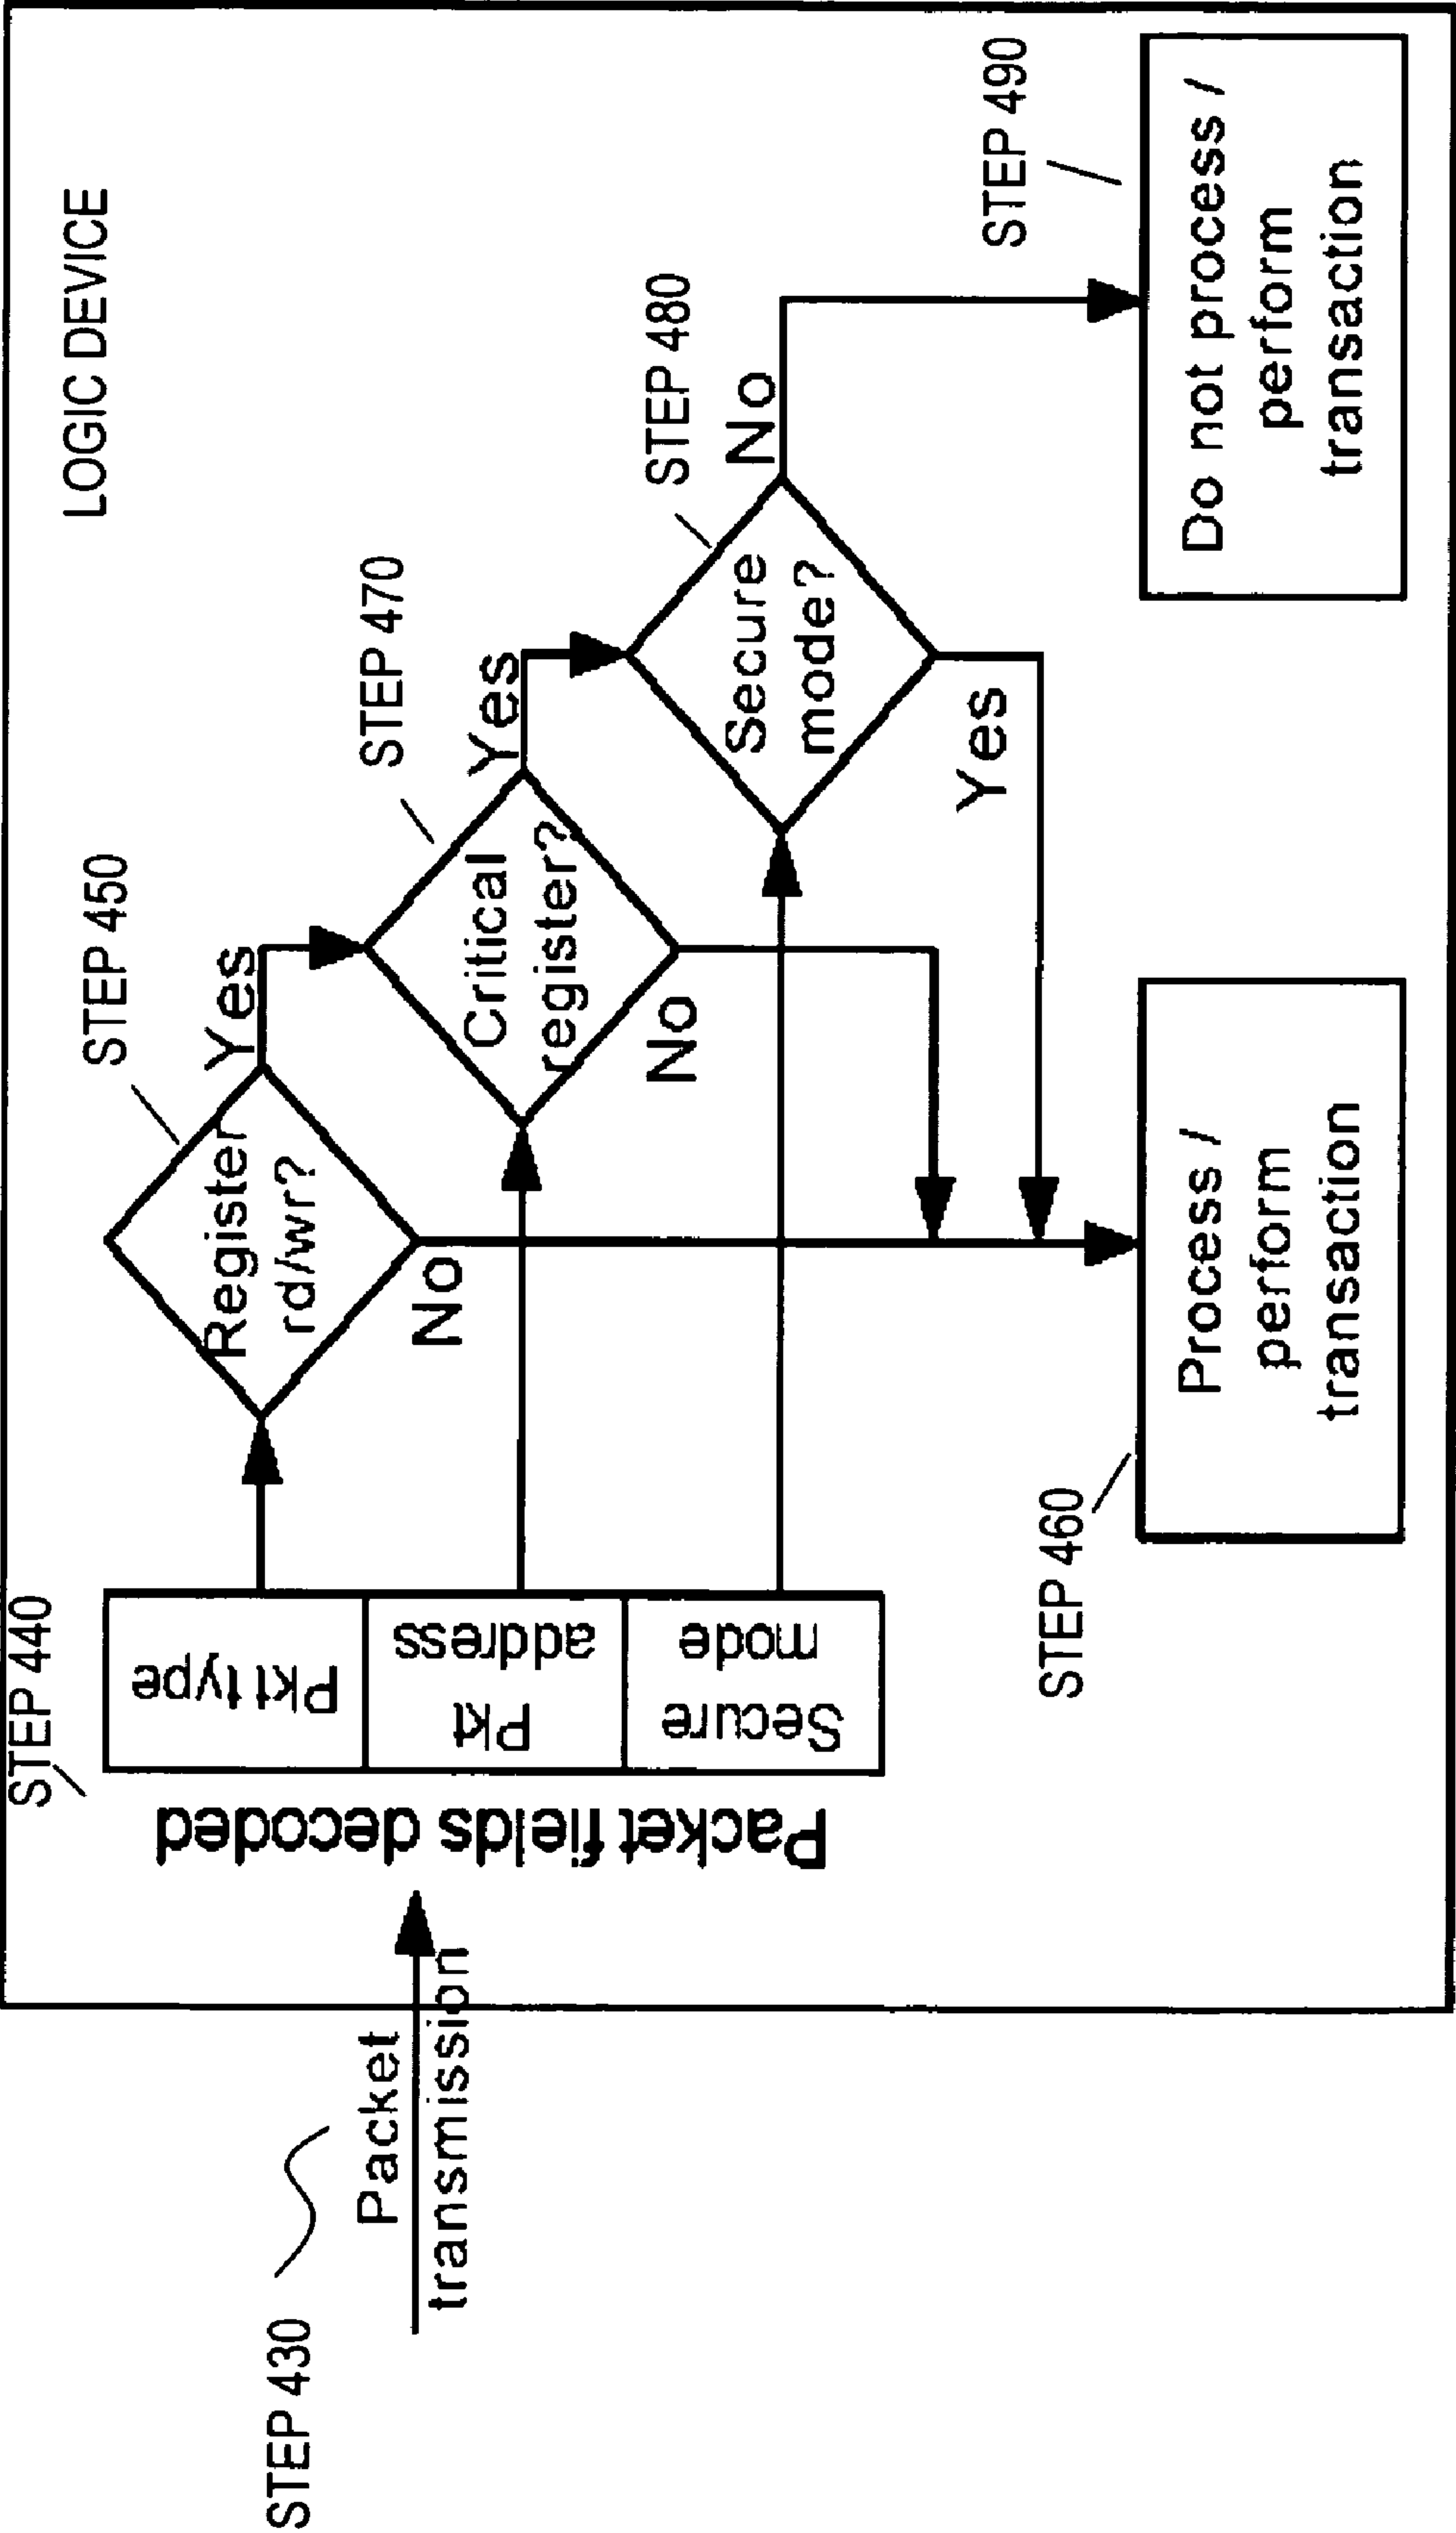 LOGIC DEVICE
STEP 430
Packet
transmission
STEP 440
Packet fields decoded
Pkt type
Pkt
address
Secure
mode
STEP 450
Register
rd/wr?
Yes
No
STEP 470
Critical
register?
Yes
No
STEP 480
Secure
mode?
No
Yes
STEP 460
Process /
perform
transaction
STEP 490
Do not process /
perform
transaction